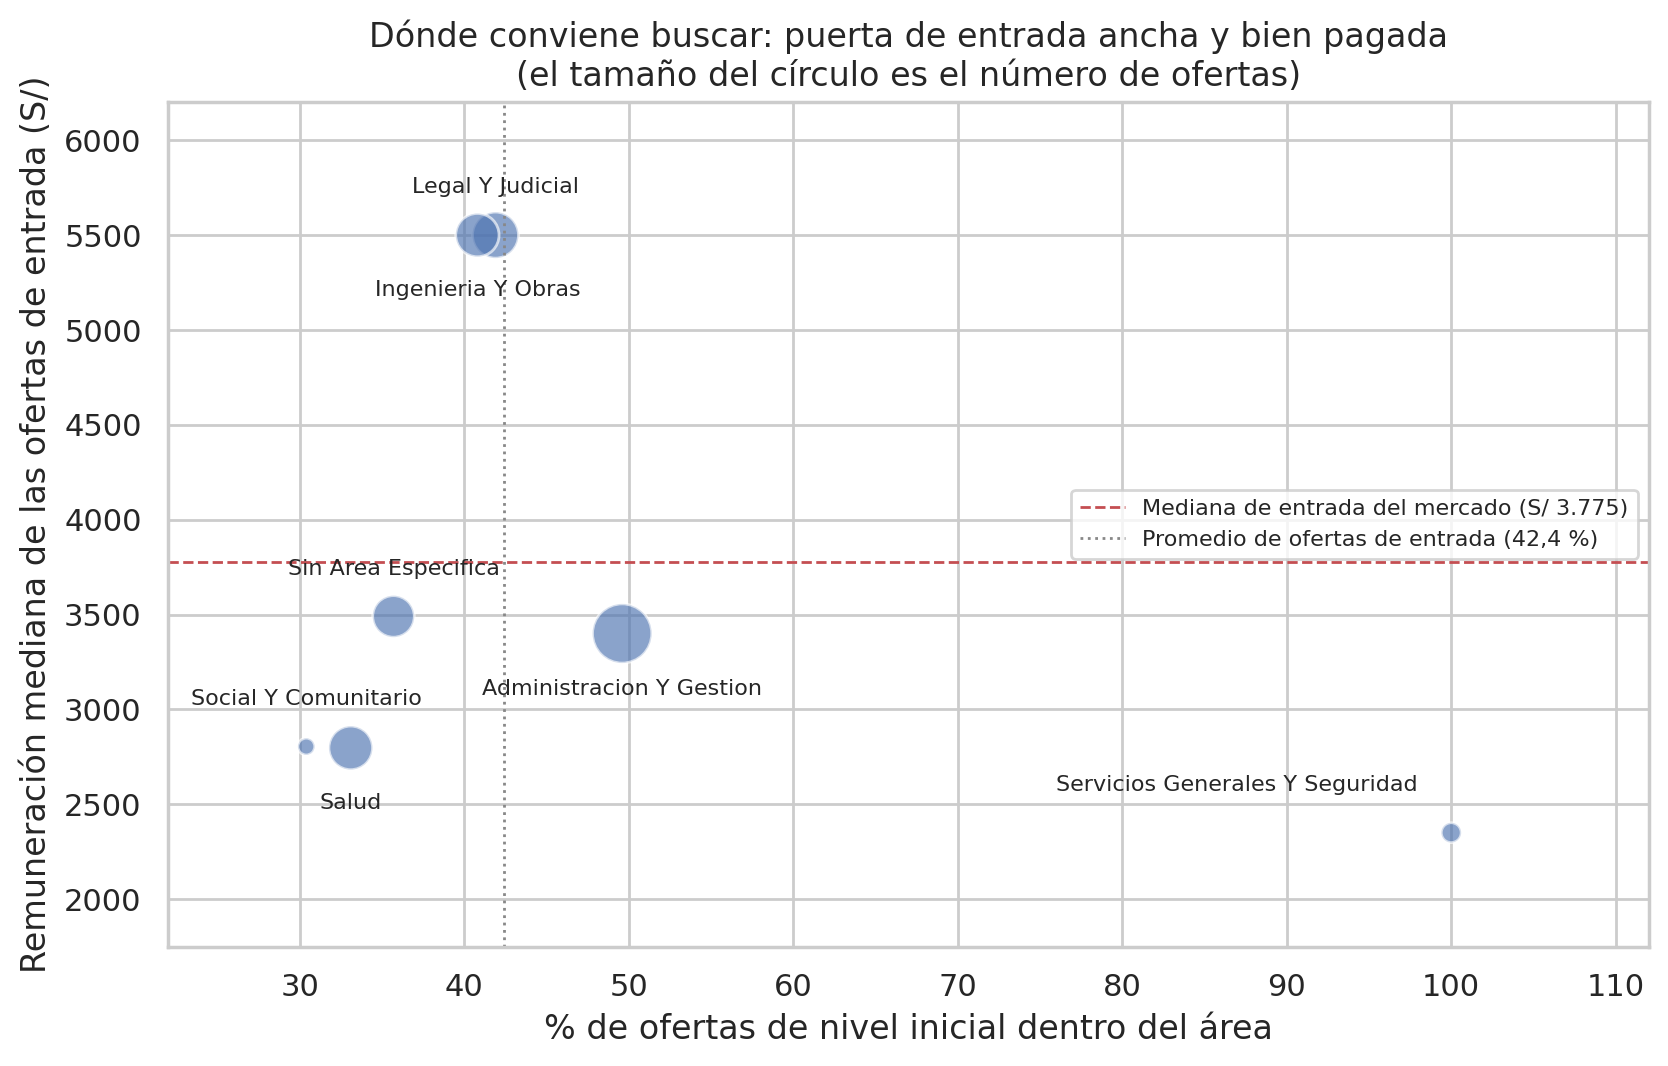 Dónde conviene buscar: puerta de entrada ancha y bien pagada
(el tamaño del círculo es el número de ofertas)
Remuneración mediana de las ofertas de entrada (S/)
6000
5500
5000
4500
4000
3500
3000
2500
2000
Legal Y Judicial
Ingenieria Y Obras
Mediana de entrada del mercado (S/ 3.775)
Promedio de ofertas de entrada (42,4 %)
Sin Area Especifica
Administracion Y Gestion
Social Y Comunitario
Salud
Servicios Generales Y Seguridad
30 40 50 60 70 80 90 100 110
% de ofertas de nivel inicial dentro del área